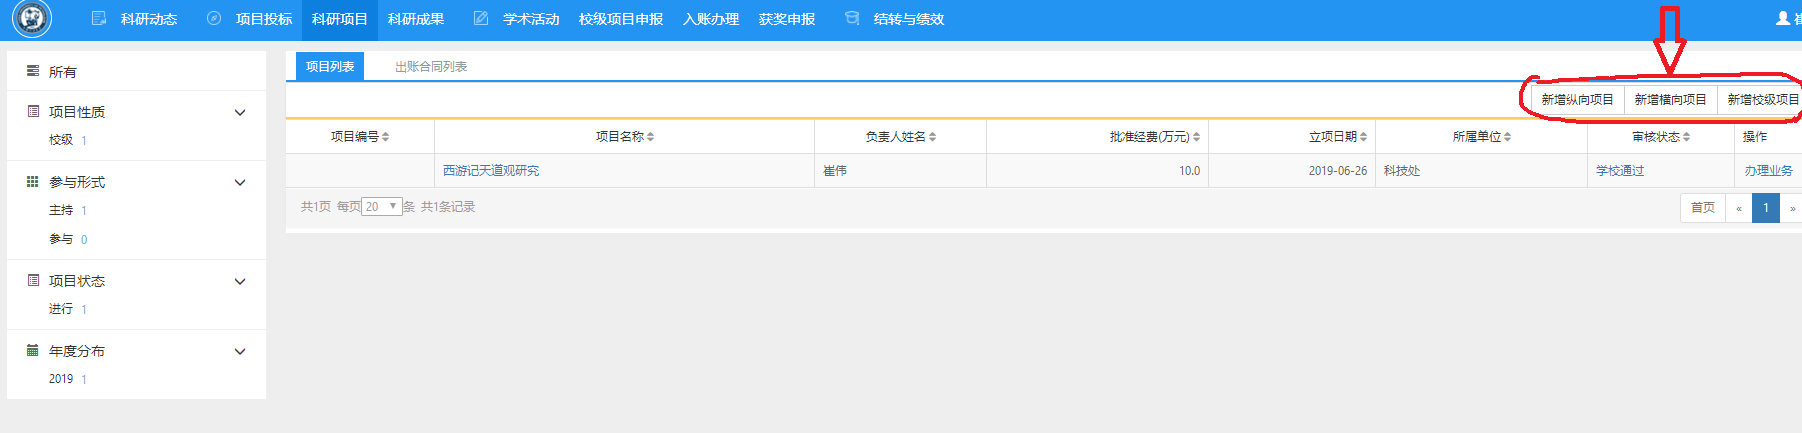 科研动态 项目投标 科研项目 科研成果 学术活动 校级项目申报 入账办理 获奖申报 结转与绩效
所有
项目性质
校级 1
参与形式
主持 1
参与 0
项目状态
进行 1
年度分布
2019 1
项目列表 出账合同列表
新增纵向项目 新增横向项目 新增校级项目
项目编号 项目名称 负责人姓名 批准经费(万元) 立项日期 所属单位 审核状态 操作
西游记天道观研究 崔伟 10.0 2019-06-26 科技处 学校通过 办理业务
共1页 每页 20 条 共1条记录
首页 « 1 »